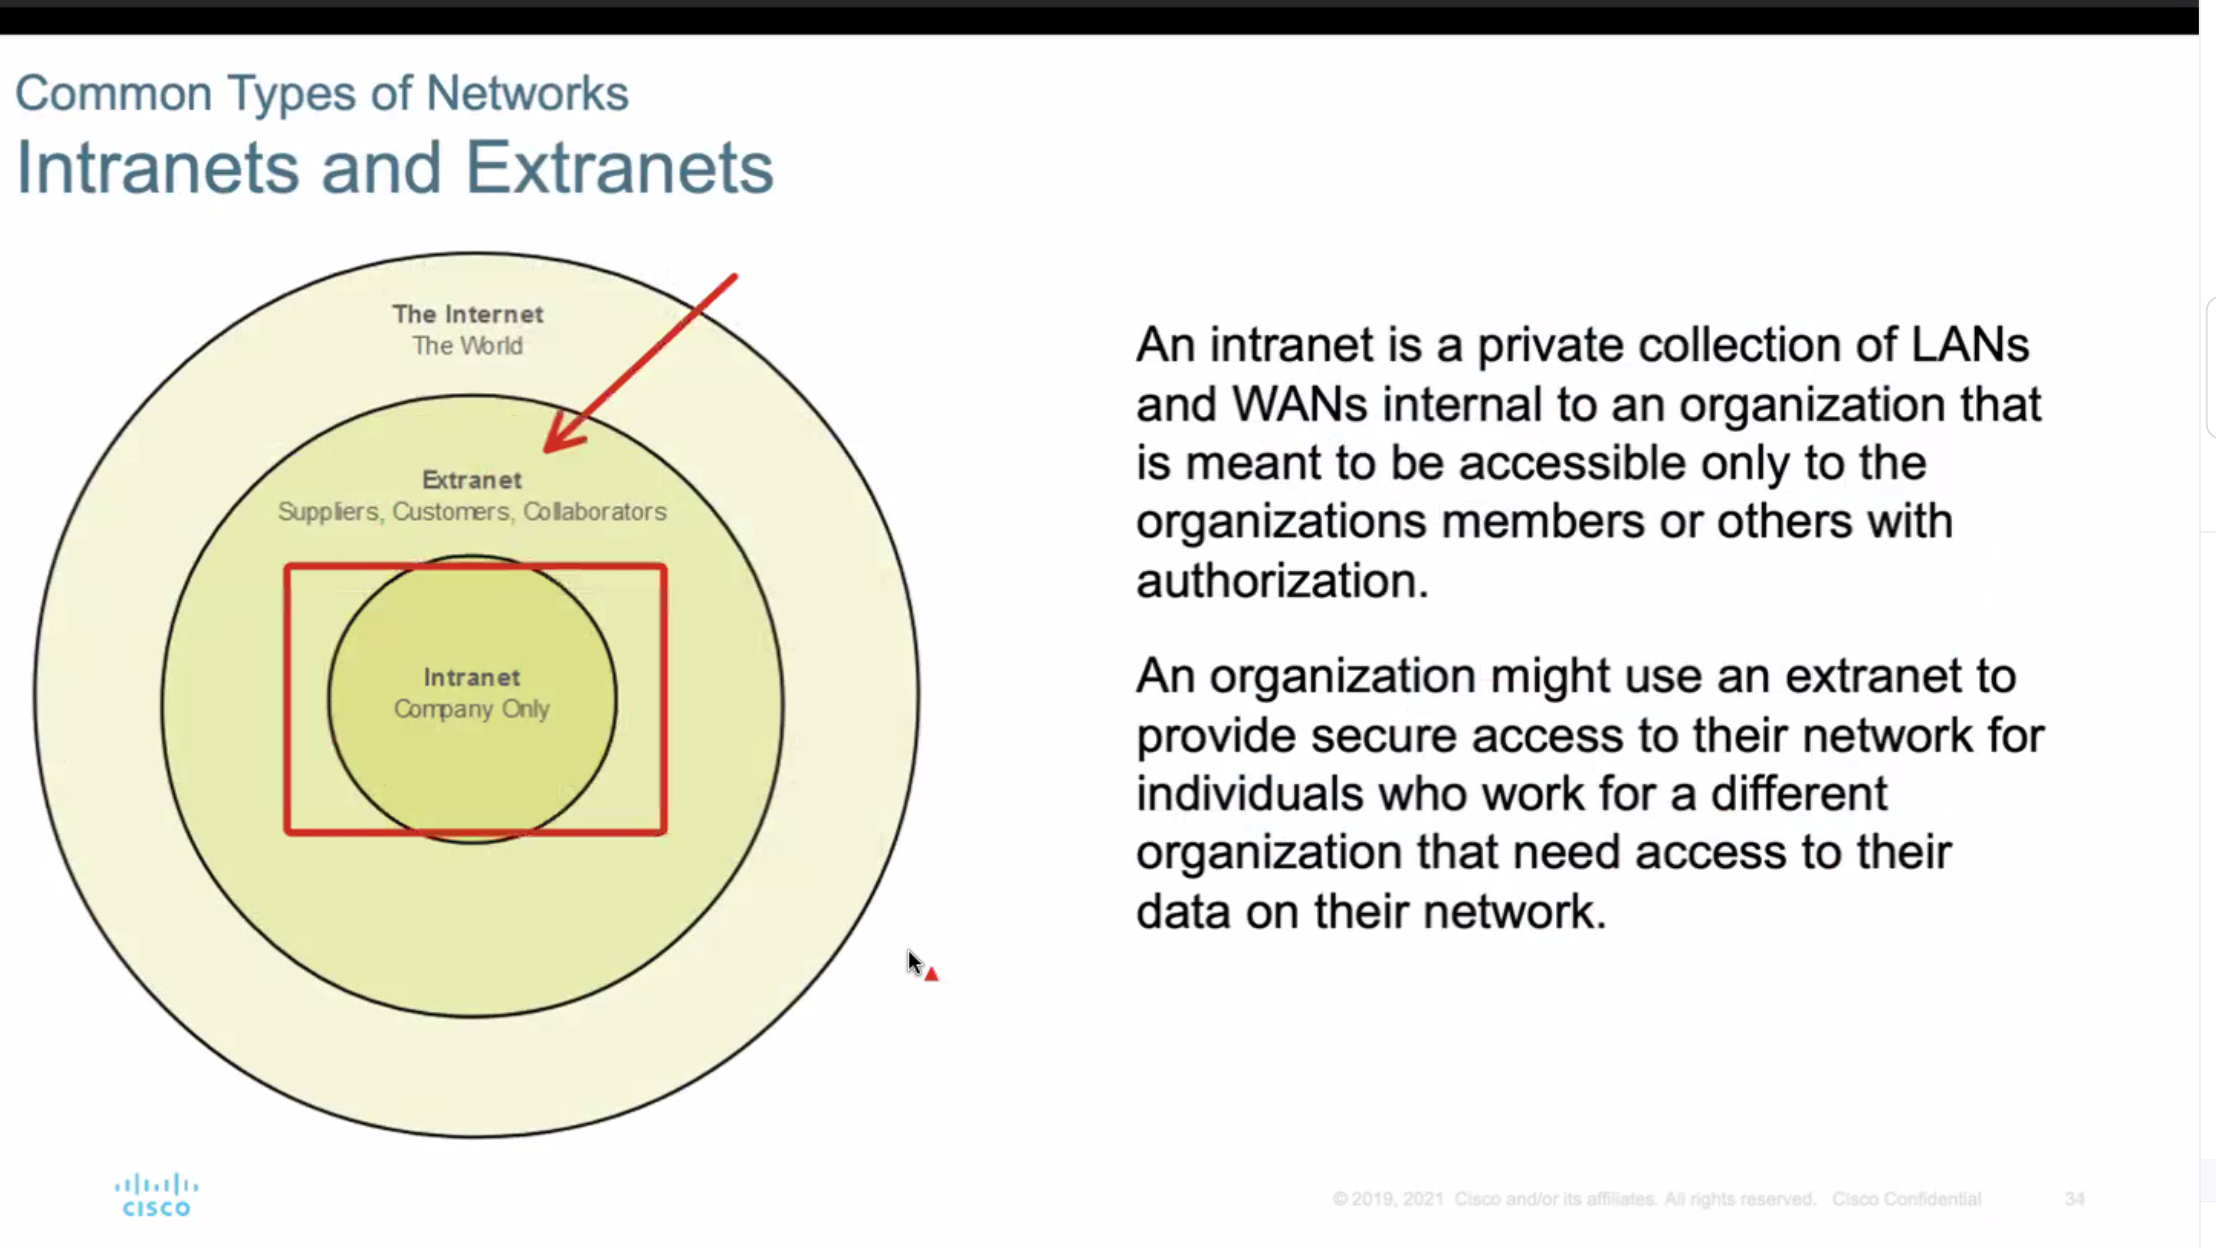 Common Types of Networks
Intranets and Extranets
The Internet
The World
Extranet
Suppliers, Customers, Collaborators
Intranet
Company Only
An intranet is a private collection of LANs
and WANs internal to an organization that
is meant to be accessible only to the
organizations members or others with
authorization.
An organization might use an extranet to
provide secure access to their network for
individuals who work for a different
organization that need access to their
data on their network.
CISCO
© 2019, 2021 Cisco and/or its affiliates. All rights reserved. Cisco Confidential
34